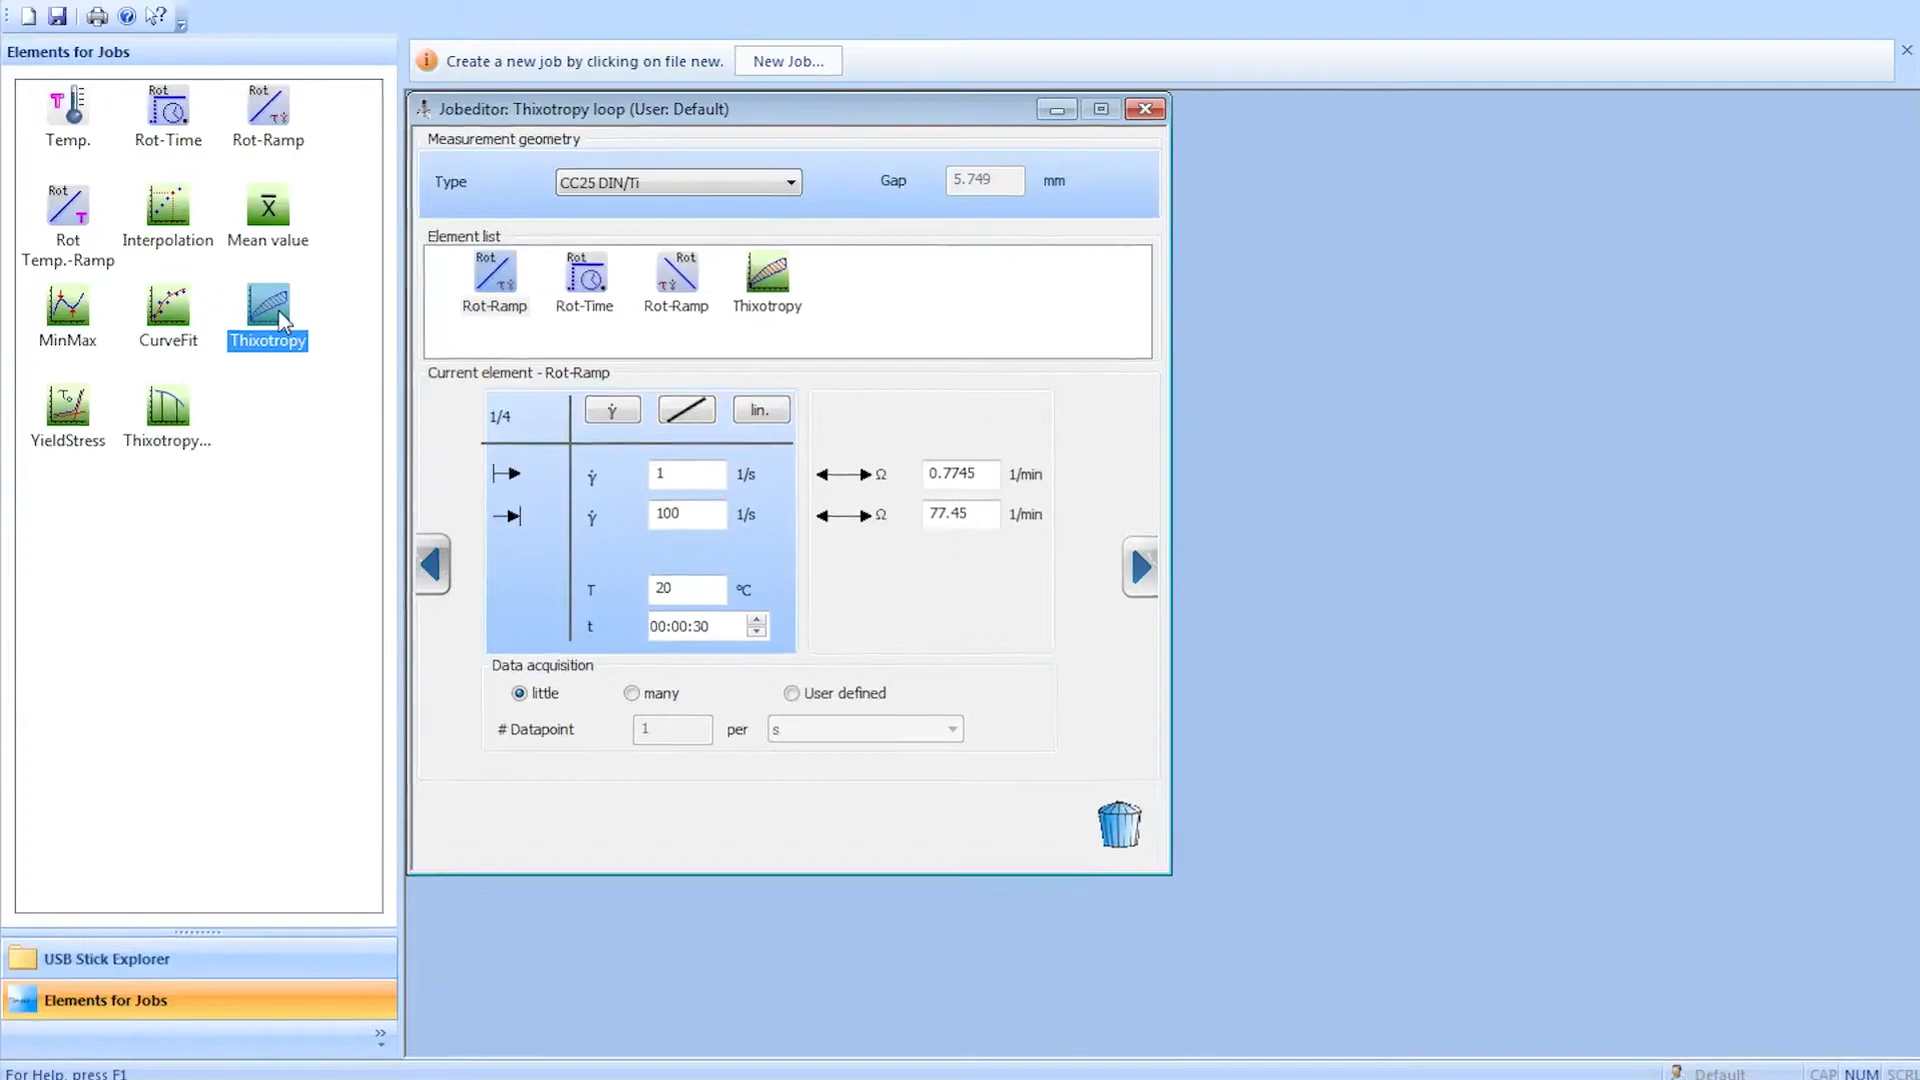 Elements for Jobs
Create a new job by clicking on file new. New Job...
T Temp.
Rot Rot-Time
Rot τγ̇ Rot-Ramp
Rot T Rot Temp.-Ramp
Interpolation
x̄ Mean value
MinMax
CurveFit
Thixotropy
τ₀ YieldStress
Thixotropy...
USB Stick Explorer
Elements for Jobs
»
Jobeditor: Thixotropy loop (User: Default)
Measurement geometry
Type CC25 DIN/Ti Gap 5.749 mm
Element list
Rot τγ̇ Rot Rot τγ̇
Rot-Ramp Rot-Time Rot-Ramp Thixotropy
Current element - Rot-Ramp
1/4 γ̇ lin.
γ̇ 1 1/s Ω 0.7745 1/min
γ̇ 100 1/s Ω 77.45 1/min
T 20 °C
t 00:00:30
Data acquisition
little many User defined
# Datapoint 1 per s
For Help, press F1 Default CAP NUM SCRL